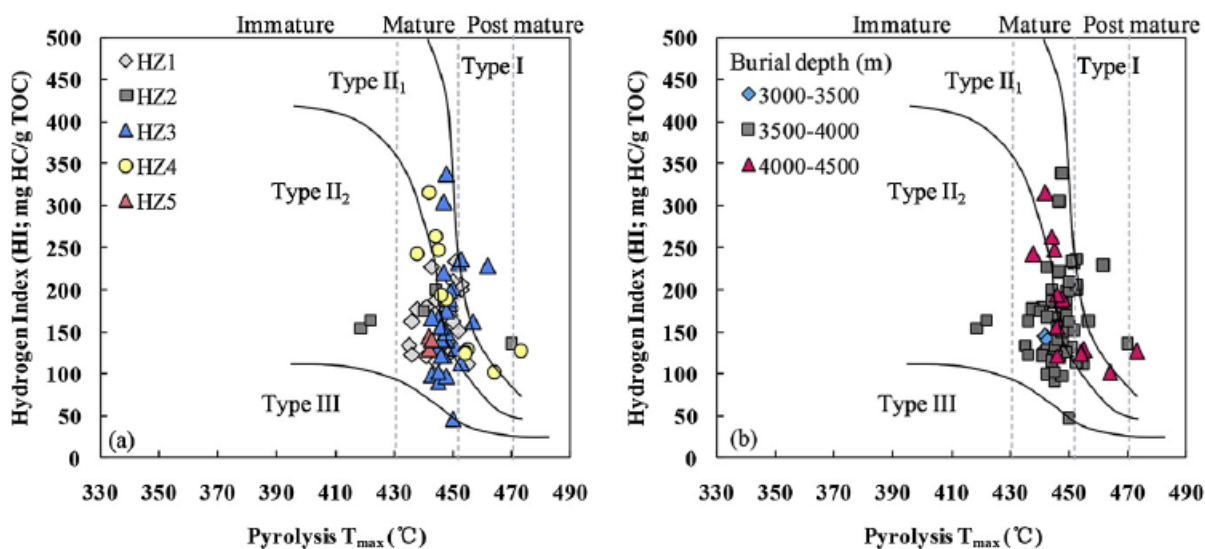 Immature Mature Post mature
500
450
400
350
300
250
200
150
100
50
0
Hydrogen Index (HI; mg HC/g TOC)
HZ1
HZ2
HZ3
HZ4
HZ5
Type II₁
Type I
Type II₂
Type III
(a)
330 350 370 390 410 430 450 470 490
Pyrolysis Tmax (℃)
Immature Mature Post mature
500
450
400
350
300
250
200
150
100
50
0
Hydrogen Index (HI; mg HC/g TOC)
Burial depth (m)
3000-3500
3500-4000
4000-4500
Type II₁
Type I
Type II₂
Type III
(b)
330 350 370 390 410 430 450 470 490
Pyrolysis Tmax (℃)